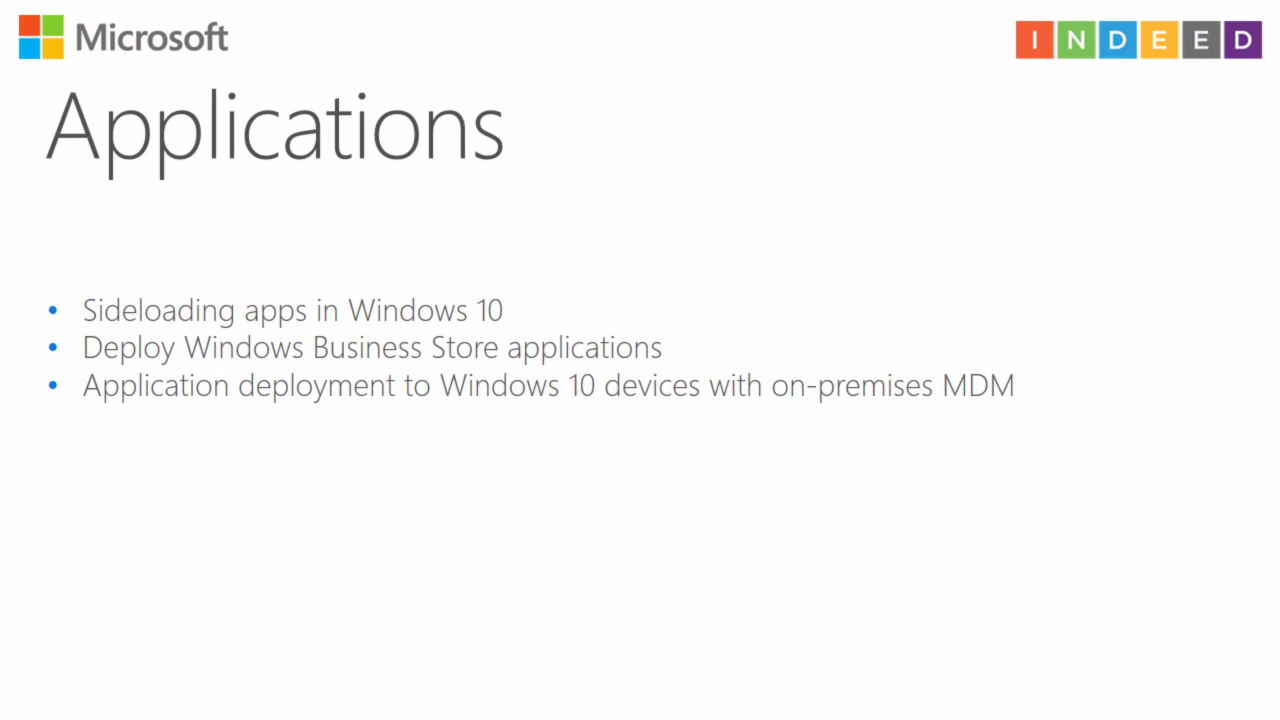 Microsoft
INDEED
Applications
• Sideloading apps in Windows 10
• Deploy Windows Business Store applications
• Application deployment to Windows 10 devices with on-premises MDM